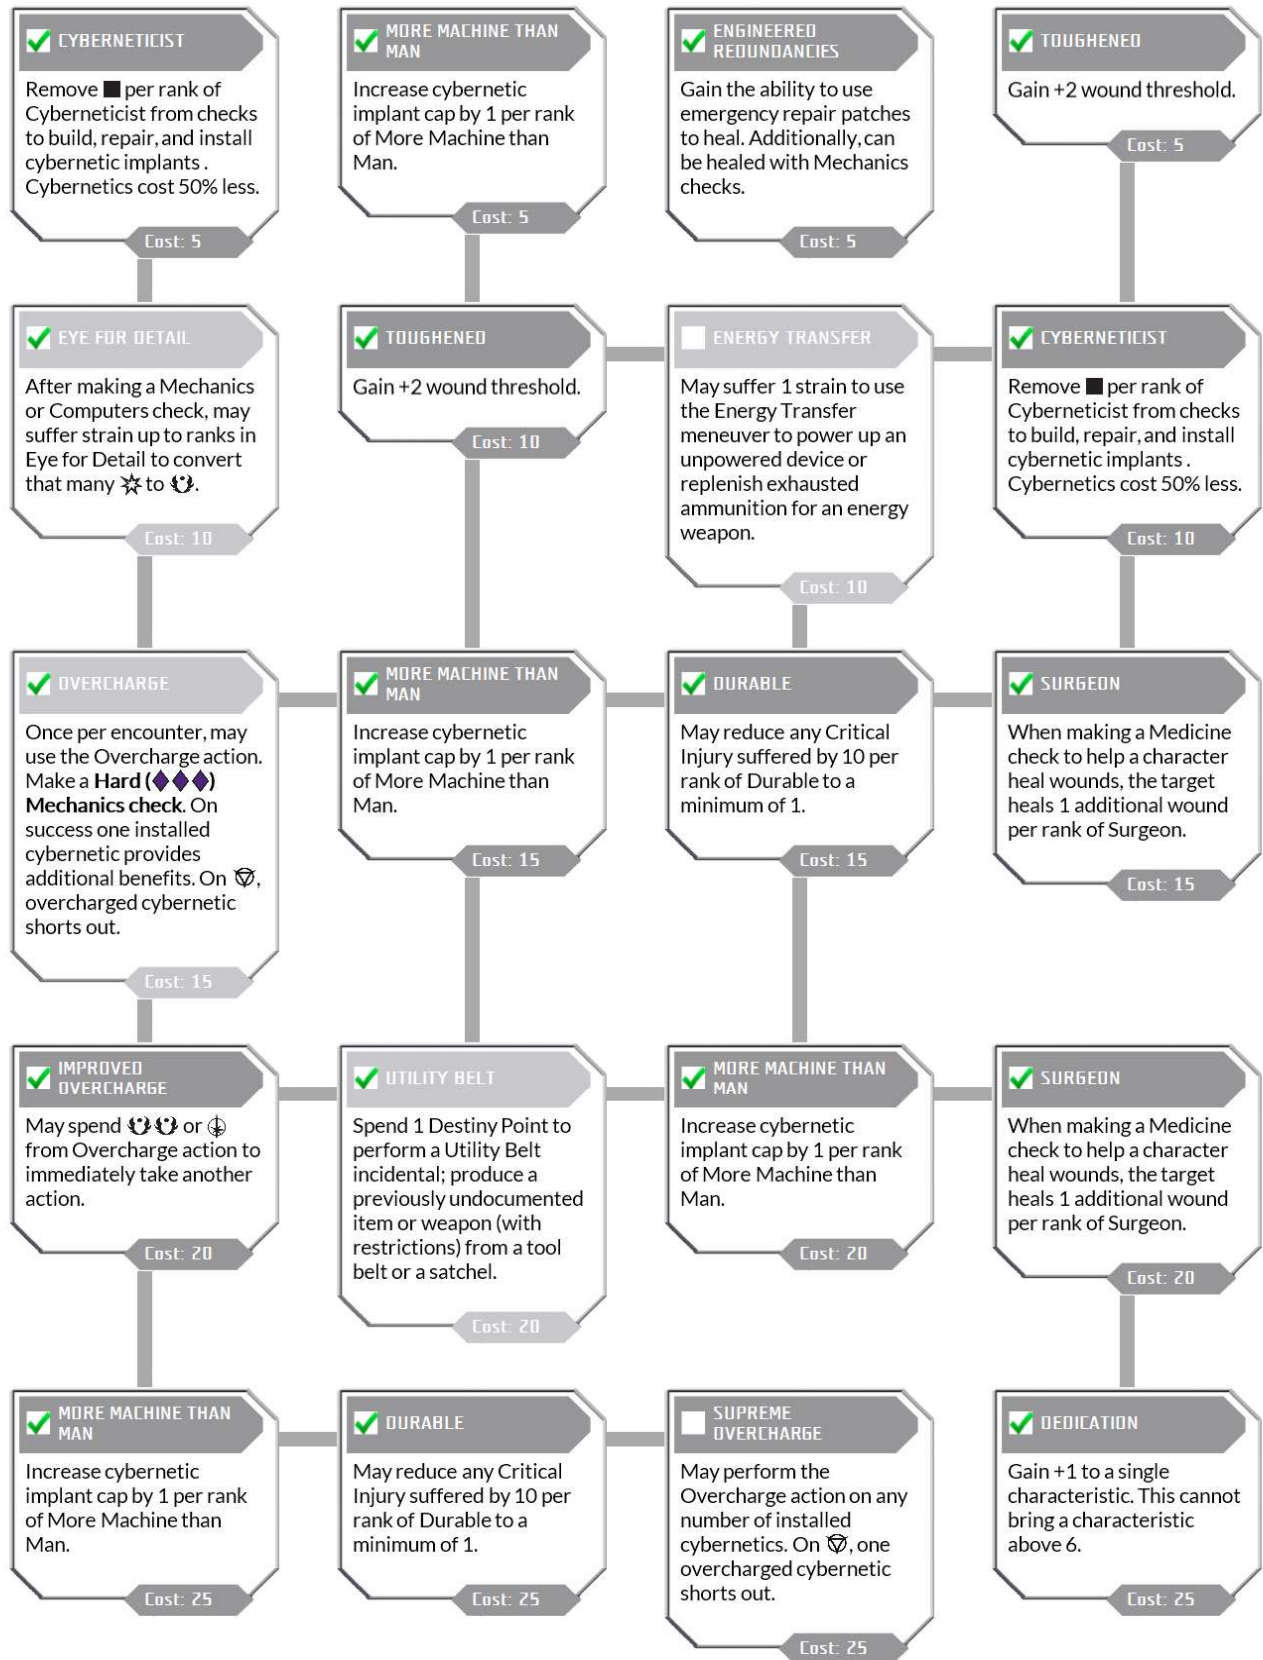 CYBERNETICIST
Remove ■ per rank of
Cyberneticist from checks
to build, repair, and install
cybernetic implants .
Cybernetics cost 50% less.
Cost: 5
MORE MACHINE THAN
MAN
Increase cybernetic
implant cap by 1 per rank
of More Machine than
Man.
Cost: 5
ENGINEERED
REDUNDANCIES
Gain the ability to use
emergency repair patches
to heal. Additionally, can
be healed with Mechanics
checks.
Cost: 5
TOUGHENED
Gain +2 wound threshold.
Cost: 5
EYE FOR DETAIL
After making a Mechanics
or Computers check, may
suffer strain up to ranks in
Eye for Detail to convert
that many to .
Cost: 10
TOUGHENED
Gain +2 wound threshold.
Cost: 10
ENERGY TRANSFER
May suffer 1 strain to use
the Energy Transfer
meneuver to power up an
unpowered device or
replenish exhausted
ammunition for an energy
weapon.
Cost: 10
CYBERNETICIST
Remove ■ per rank of
Cyberneticist from checks
to build, repair, and install
cybernetic implants .
Cybernetics cost 50% less.
Cost: 10
OVERCHARGE
Once per encounter, may
use the Overcharge action.
Make a Hard (◆◆◆)
Mechanics check. On
success one installed
cybernetic provides
additional benefits. On ,
overcharged cybernetic
shorts out.
Cost: 15
MORE MACHINE THAN
MAN
Increase cybernetic
implant cap by 1 per rank
of More Machine than
Man.
Cost: 15
DURABLE
May reduce any Critical
Injury suffered by 10 per
rank of Durable to a
minimum of 1.
Cost: 15
SURGEON
When making a Medicine
check to help a character
heal wounds, the target
heals 1 additional wound
per rank of Surgeon.
Cost: 15
IMPROVED
OVERCHARGE
May spend or
from Overcharge action to
immediately take another
action.
Cost: 20
UTILITY BELT
Spend 1 Destiny Point to
perform a Utility Belt
incidental; produce a
previously undocumented
item or weapon (with
restrictions) from a tool
belt or a satchel.
Cost: 20
MORE MACHINE THAN
MAN
Increase cybernetic
implant cap by 1 per rank
of More Machine than
Man.
Cost: 20
SURGEON
When making a Medicine
check to help a character
heal wounds, the target
heals 1 additional wound
per rank of Surgeon.
Cost: 20
MORE MACHINE THAN
MAN
Increase cybernetic
implant cap by 1 per rank
of More Machine than
Man.
Cost: 25
DURABLE
May reduce any Critical
Injury suffered by 10 per
rank of Durable to a
minimum of 1.
Cost: 25
SUPREME
OVERCHARGE
May perform the
Overcharge action on any
number of installed
cybernetics. On , one
overcharged cybernetic
shorts out.
Cost: 25
DEDICATION
Gain +1 to a single
characteristic. This cannot
bring a characteristic
above 6.
Cost: 25